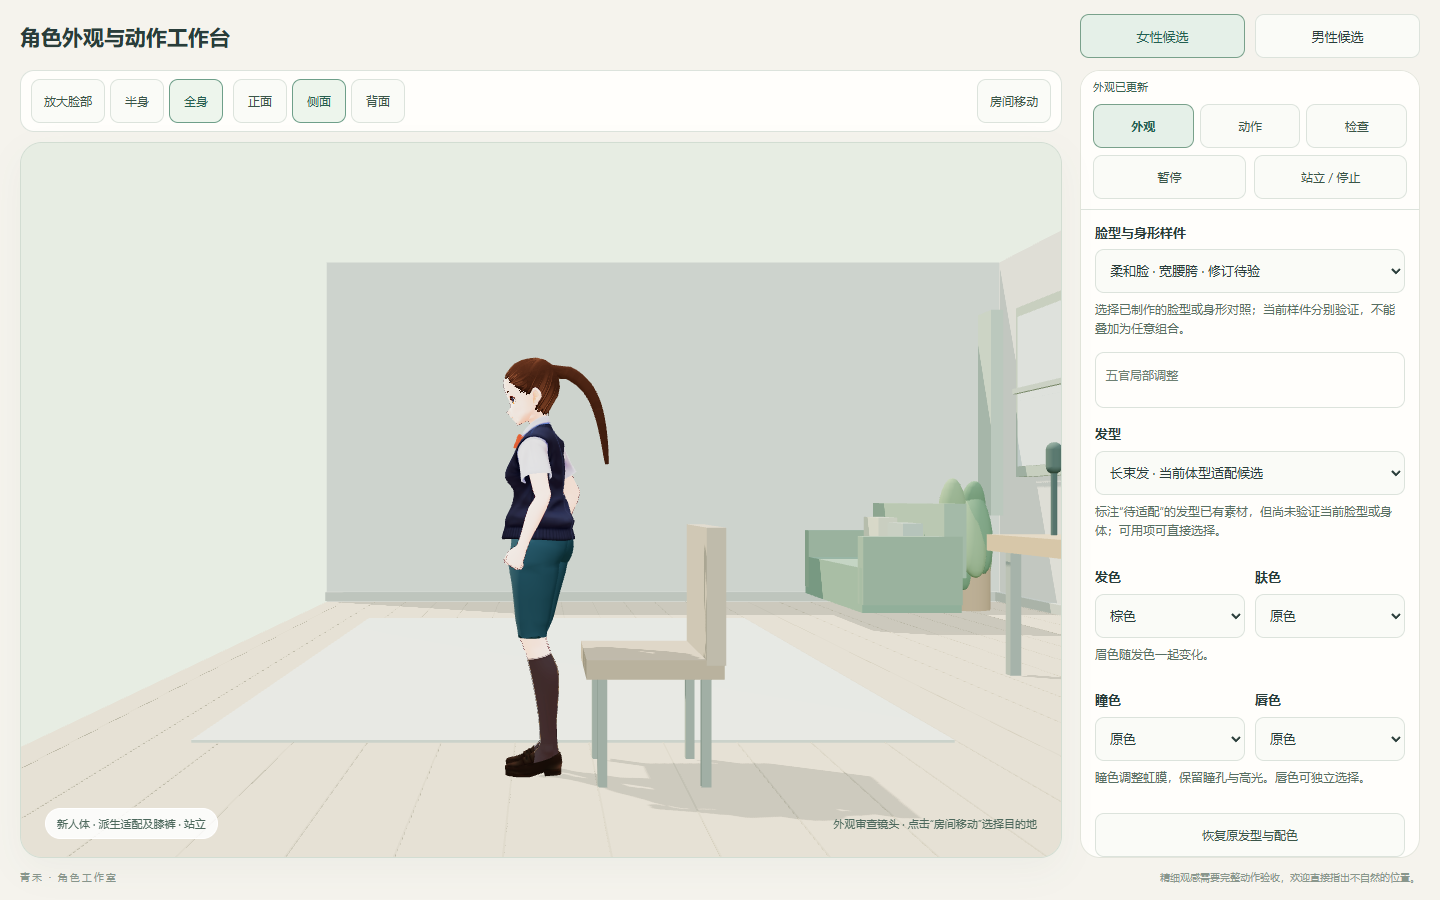 角色外观与动作工作台
女性候选
男性候选
放大脸部
半身
全身
正面
侧面
背面
房间移动
外观已更新
外观
动作
检查
暂停
站立 / 停止
脸型与身形样件
柔和脸 · 宽腰胯 · 修订待验
选择已制作的脸型或身形对照；当前样件分别验证，不能
叠加为任意组合。
五官局部调整
发型
长束发 · 当前体型适配候选
标注“待适配”的发型已有素材，但尚未验证当前脸型或身
体；可用项可直接选择。
发色
肤色
棕色
原色
眉色随发色一起变化。
瞳色
唇色
原色
原色
瞳色调整虹膜，保留瞳孔与高光。唇色可独立选择。
恢复原发型与配色
新人体 · 派生适配及膝裤 · 站立
外观审查镜头 · 点击“房间移动”选择目的地
青禾 · 角色工作室
精细观感需要完整动作验收，欢迎直接指出不自然的位置。